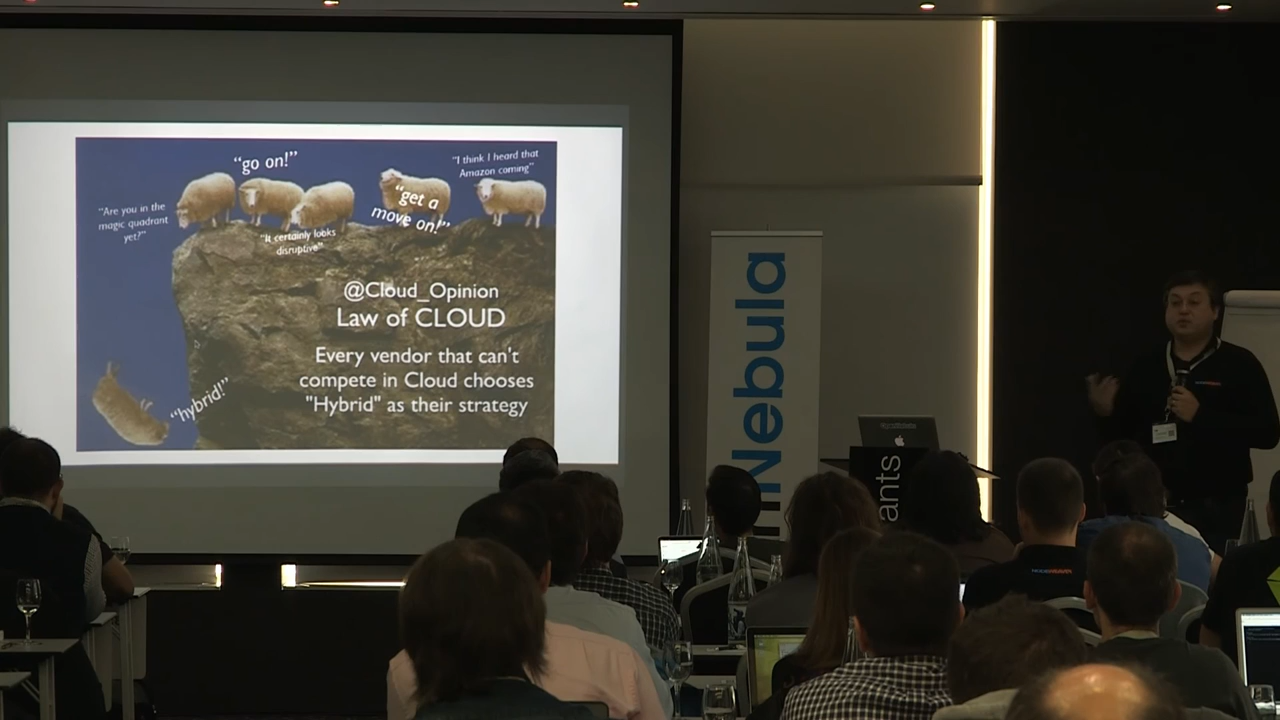 “go on!”
“I think I heard that
Amazon coming”
“Are you in the
magic quadrant
yet?”
“get a
move on!”
“It certainly looks
disruptive”
@Cloud_Opinion
Law of CLOUD
Every vendor that can't
compete in Cloud chooses
"Hybrid" as their strategy
“hybrid!”
Nebula
ants